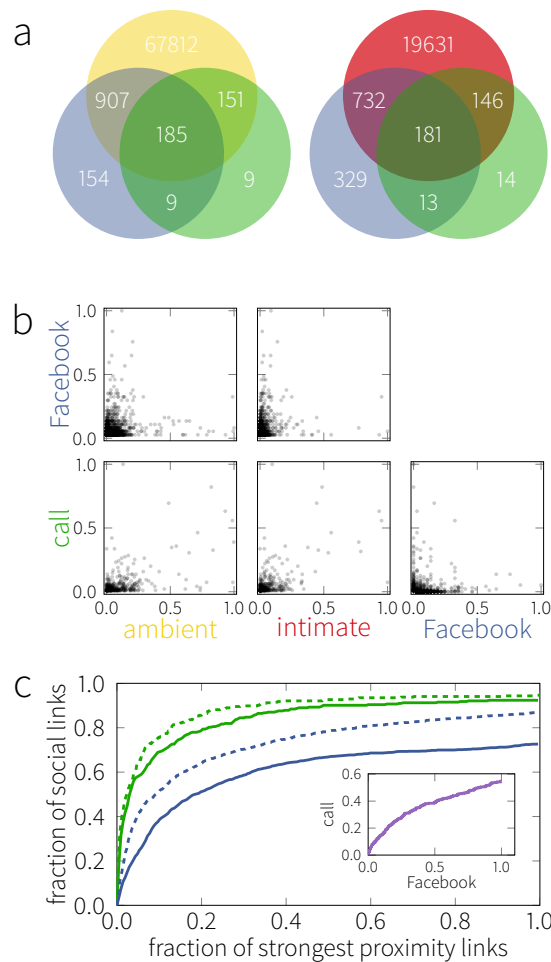 a
67812
19631
907
151
732
146
185
181
154
9
329
14
9
13
b
1.0
Facebook
0.5
0.0
1.0
call
0.5
0.0
0.0 0.5 1.0
0.0 0.5 1.0
0.0 0.5 1.0
ambient
intimate
Facebook
c
1.0
0.8
0.6
0.4
0.2
0.0
fraction of social links
0.6
0.4
0.2
0.0
call
0.0 0.5 1.0
Facebook
0.0 0.2 0.4 0.6 0.8 1.0
fraction of strongest proximity links